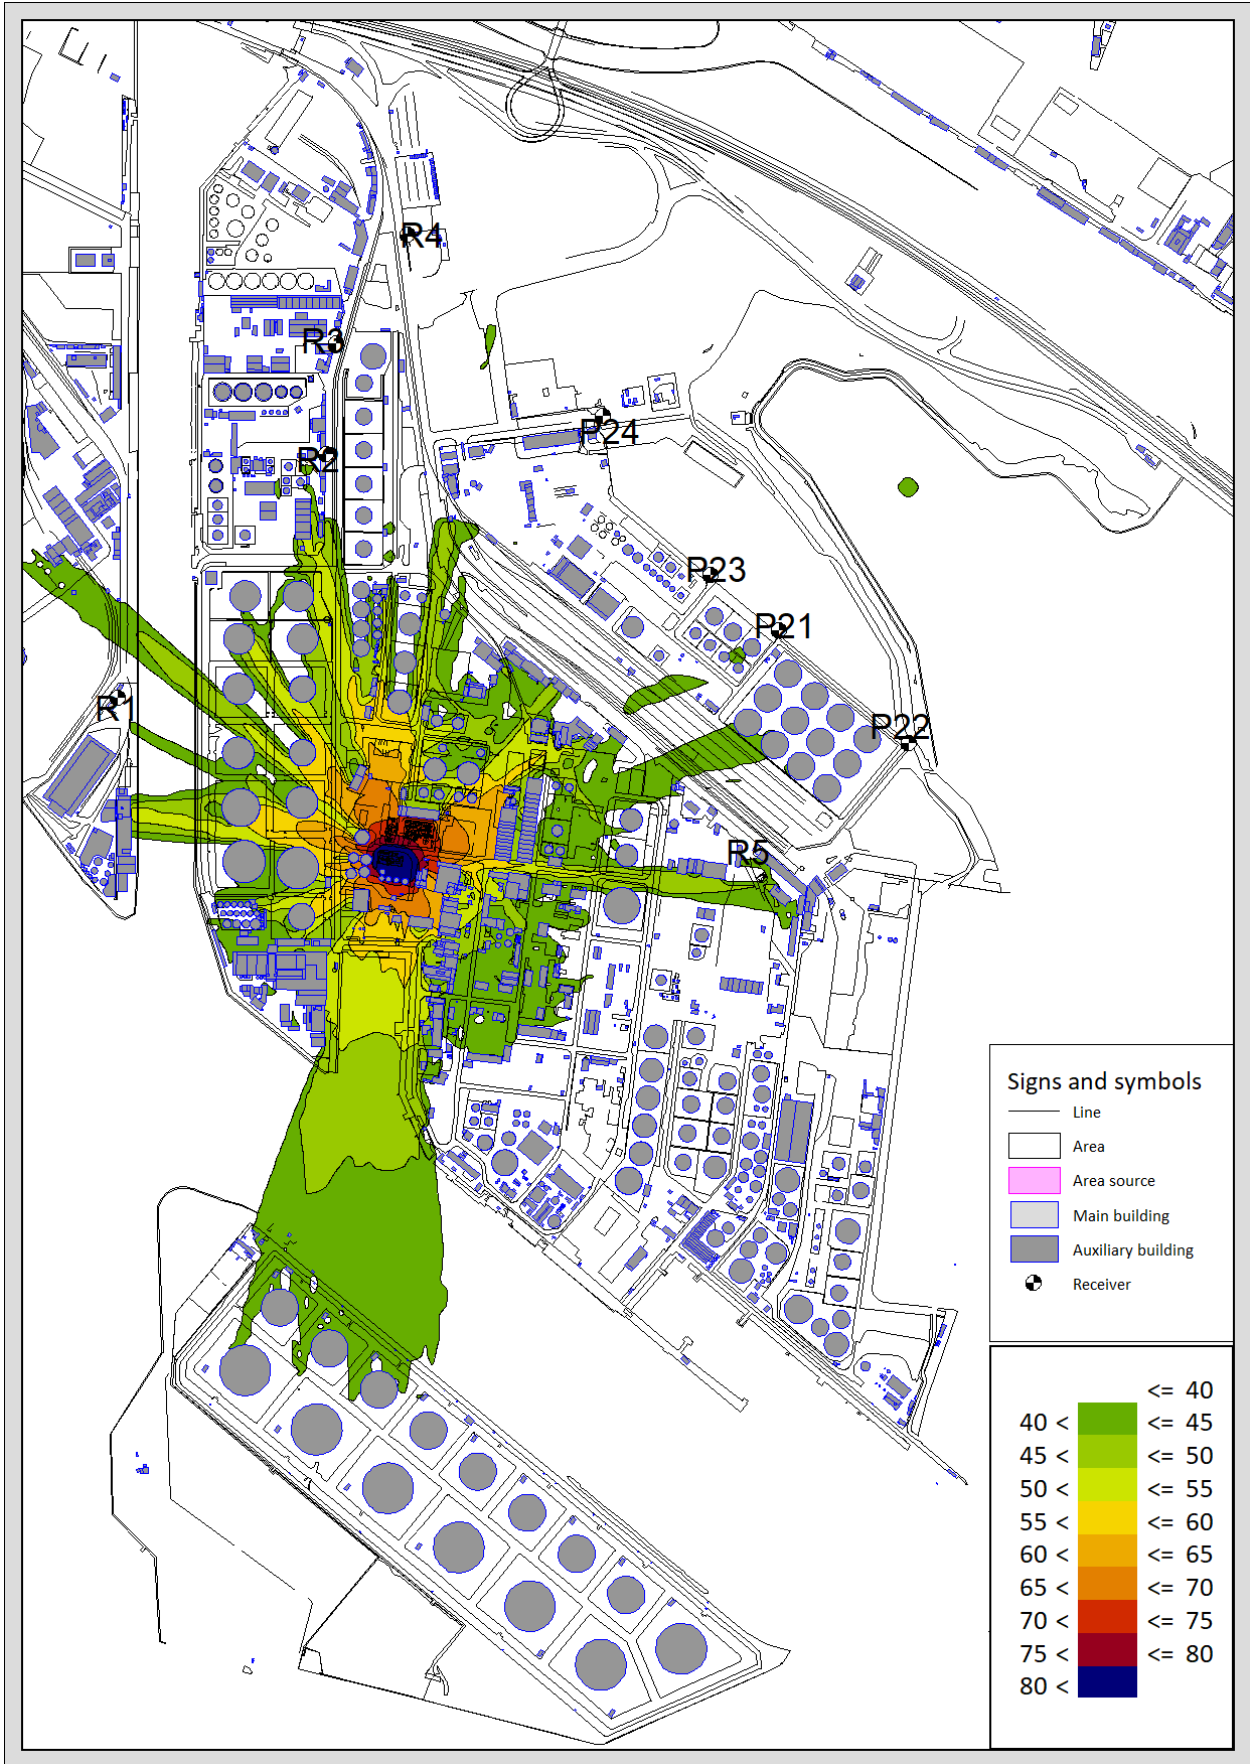 R4
R3
P24
R2
P23
P21
R1
P22
R5
Signs and symbols
Line
Area
Area source
Main building
Auxiliary building
Receiver
<= 40
40 < <= 45
45 < <= 50
50 < <= 55
55 < <= 60
60 < <= 65
65 < <= 70
70 < <= 75
75 < <= 80
80 <